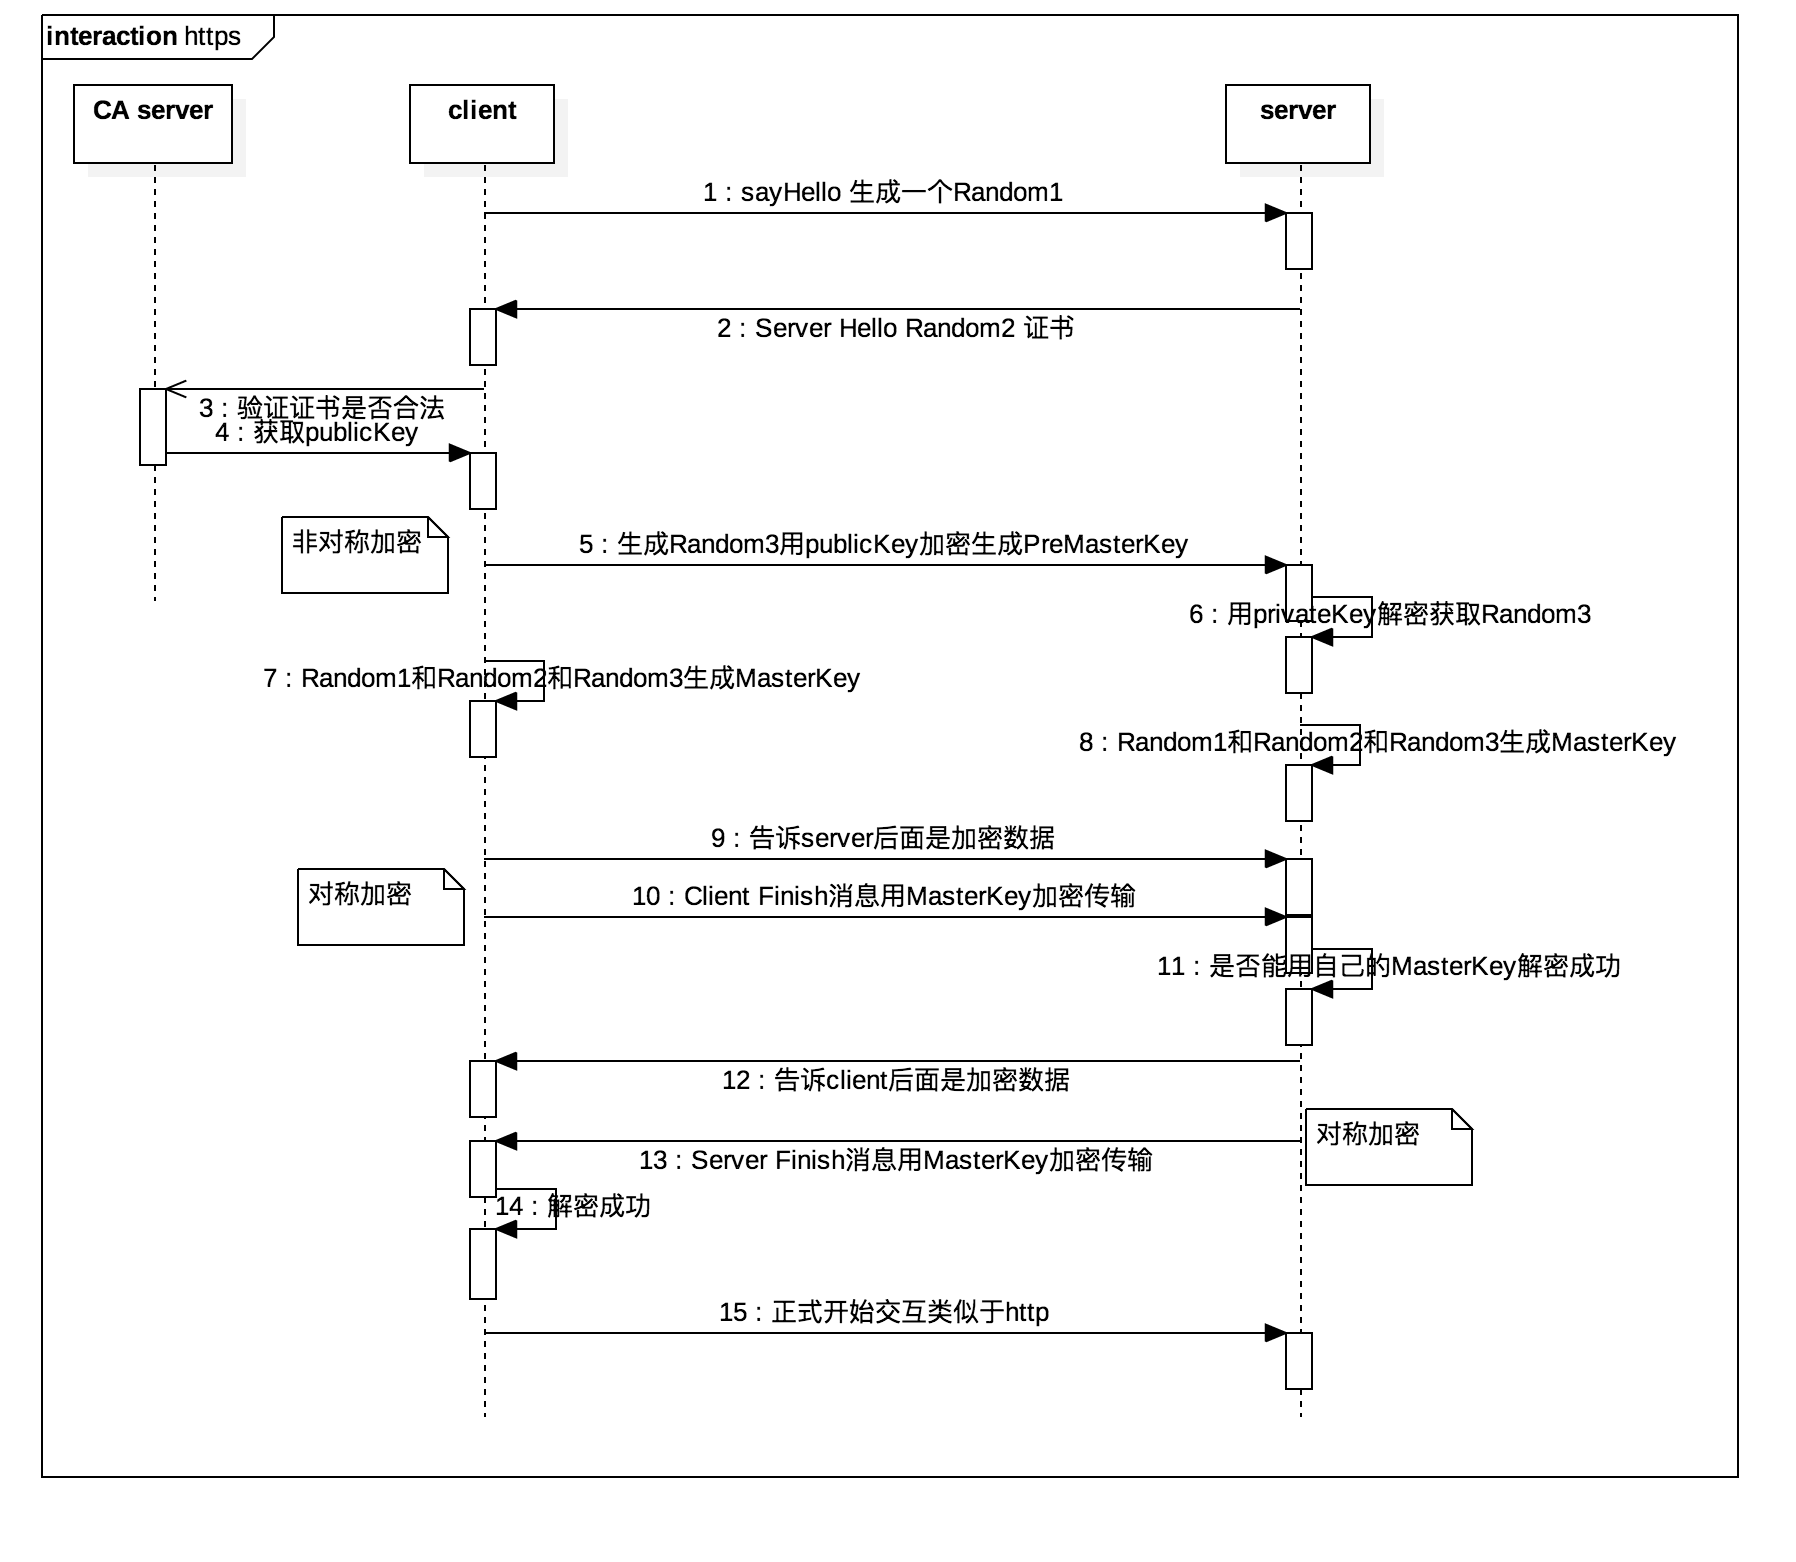 interaction https
CA server
client
server
1 : sayHello 生成一个Random1
2 : Server Hello Random2 证书
3 : 验证证书是否合法
4 : 获取publicKey
非对称加密
5 : 生成Random3用publicKey加密生成PreMasterKey
6 : 用privateKey解密获取Random3
7 : Random1和Random2和Random3生成MasterKey
8 : Random1和Random2和Random3生成MasterKey
9 : 告诉server后面是加密数据
对称加密
10 : Client Finish消息用MasterKey加密传输
11 : 是否能用自己的MasterKey解密成功
12 : 告诉client后面是加密数据
对称加密
13 : Server Finish消息用MasterKey加密传输
14 : 解密成功
15 : 正式开始交互类似于http